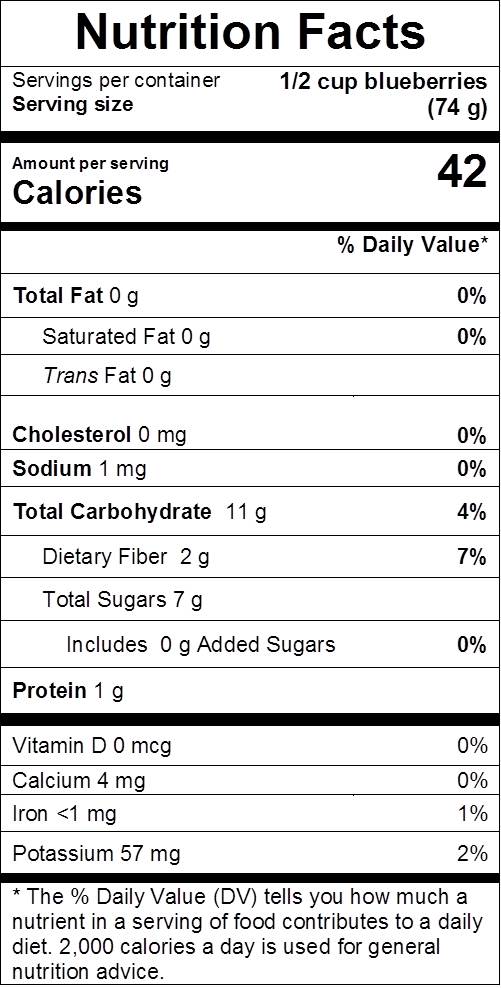 Nutrition Facts
Servings per container
Serving size 1/2 cup blueberries
(74 g)
Amount per serving
Calories 42
% Daily Value*
Total Fat 0 g 0%
Saturated Fat 0 g 0%
Trans Fat 0 g
Cholesterol 0 mg 0%
Sodium 1 mg 0%
Total Carbohydrate 11 g 4%
Dietary Fiber 2 g 7%
Total Sugars 7 g
Includes 0 g Added Sugars 0%
Protein 1 g
Vitamin D 0 mcg 0%
Calcium 4 mg 0%
Iron <1 mg 1%
Potassium 57 mg 2%
* The % Daily Value (DV) tells you how much a
nutrient in a serving of food contributes to a daily
diet. 2,000 calories a day is used for general
nutrition advice.